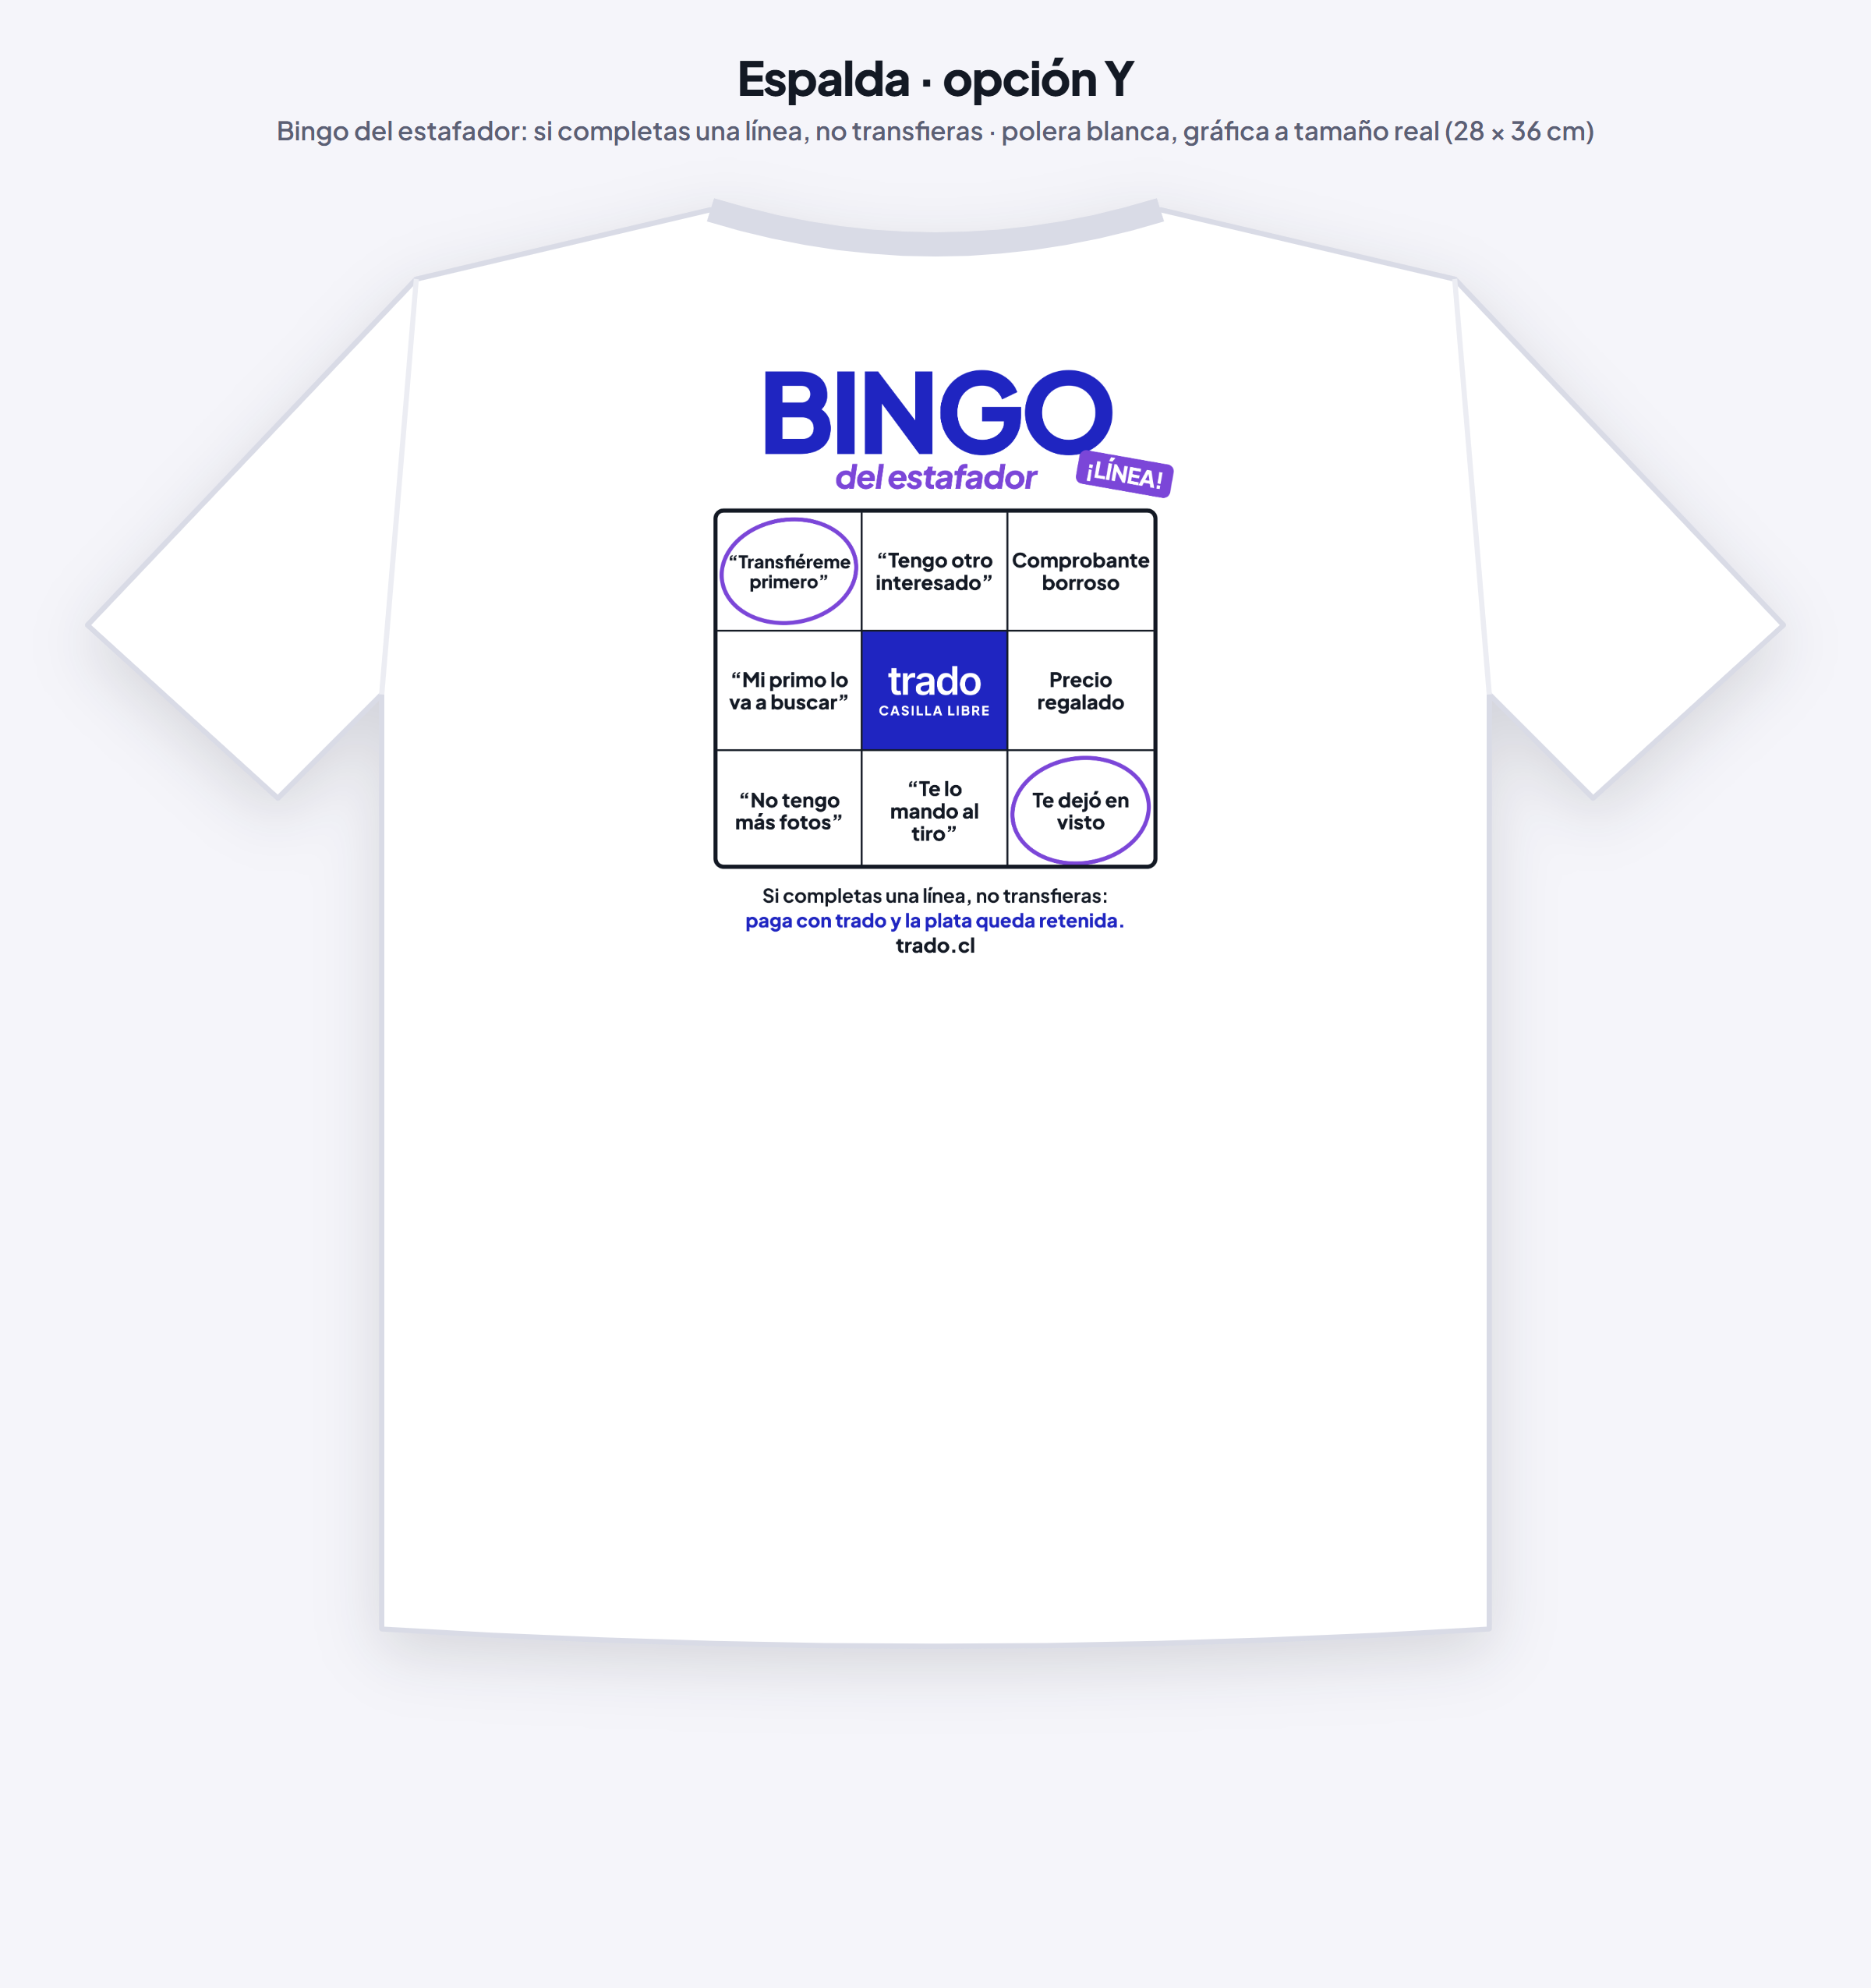 Espalda · opción Y
Bingo del estafador: si completas una línea, no transfieras · polera blanca, gráfica a tamaño real (28 × 36 cm)
BINGO
del estafador
¡LÍNEA!
“Transfiéreme
primero”
“Tengo otro
interesado”
Comprobante
borroso
“Mi primo lo
va a buscar”
trado
CASILLA LIBRE
Precio
regalado
“No tengo
más fotos”
“Te lo
mando al
tiro”
Te dejó en
visto
Si completas una línea, no transfieras:
paga con trado y la plata queda retenida.
trado.cl